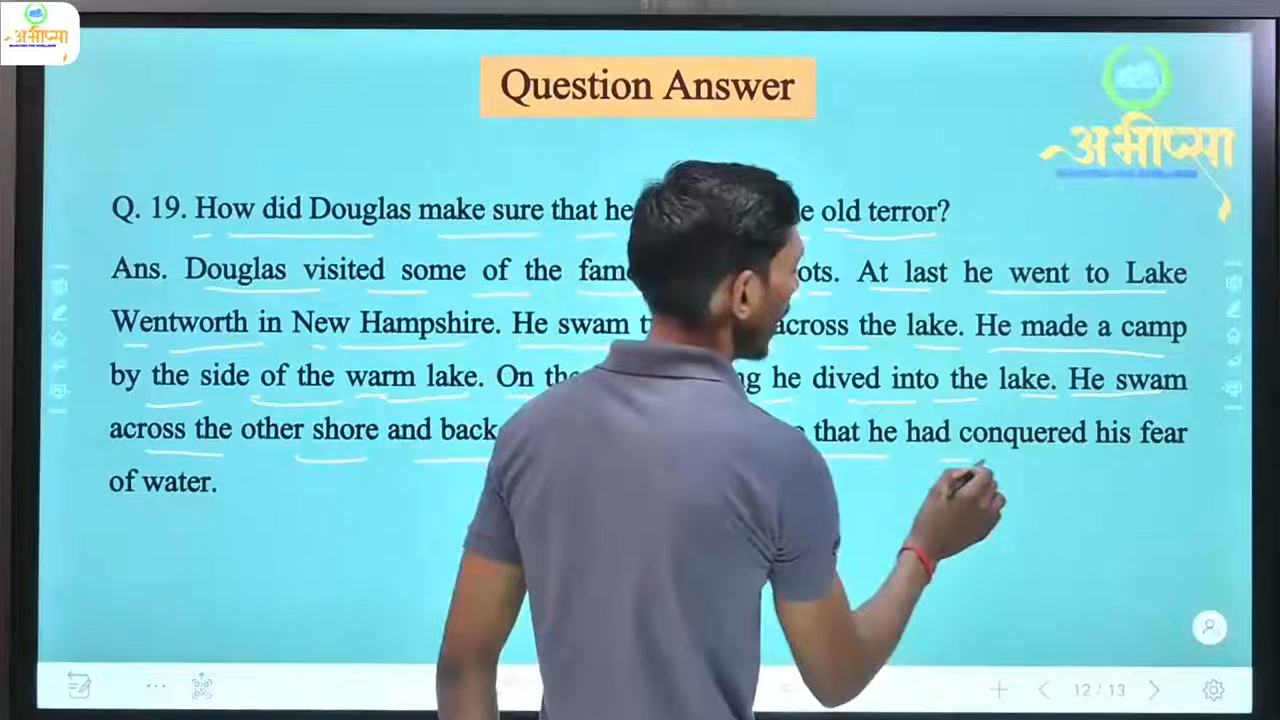 अभीप्सा
Question Answer
अभीप्सा
Q. 19. How did Douglas make sure that he old terror?
Ans. Douglas visited some of the At last he went to Lake
Wentworth in New Hampshire. He swam across the lake. He made a camp
by the side of the warm lake. On he dived into the lake. He swam
across the other shore and back that he had conquered his fear
of water.
12 / 13